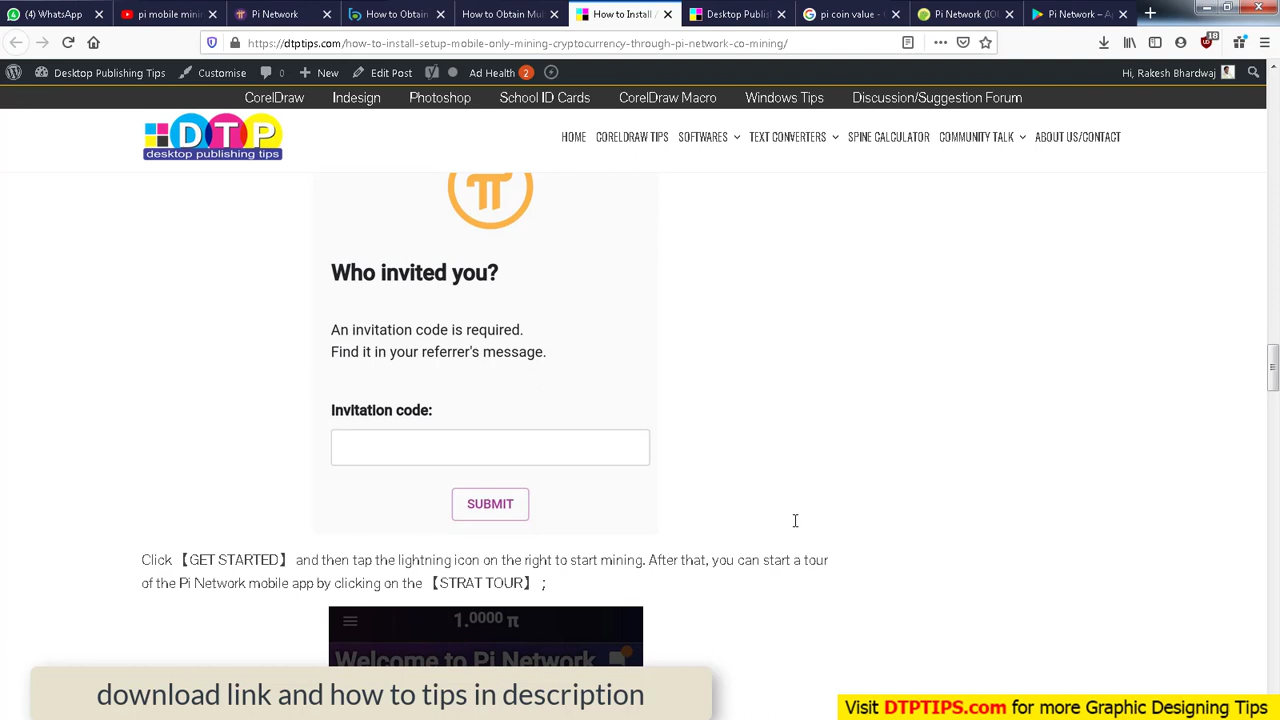 (4) WhatsApp
pi mobile mini
Pi Network
How to Obtain
How to Obtain Mul
How to Install /
Desktop Publis
pi coin value -
Pi Network (IOU
Pi Network – Ap
https://dtptips.com/how-to-install-setup-mobile-only-mining-cryptocurrency-through-pi-network-co-mining/
18
Desktop Publishing Tips
Customise
0
New
Edit Post
Ad Health 2
Hi, Rakesh Bhardwaj
CorelDraw
Indesign
Photoshop
School ID Cards
CorelDraw Macro
Windows Tips
Discussion/Suggestion Forum
DTP
desktop publishing tips
HOME
CORELDRAW TIPS
SOFTWARES
TEXT CONVERTERS
SPINE CALCULATOR
COMMUNITY TALK
ABOUT US/CONTACT
π
Who invited you?
An invitation code is required.
Find it in your referrer's message.
Invitation code:
SUBMIT
Click 【GET STARTED】 and then tap the lightning icon on the right to start mining. After that, you can start a tour
of the Pi Network mobile app by clicking on the 【STRAT TOUR】 ;
1.0000 π
Welcome to Pi Network
download link and how to tips in description
Visit DTPTIPS.com for more Graphic Designing Tips